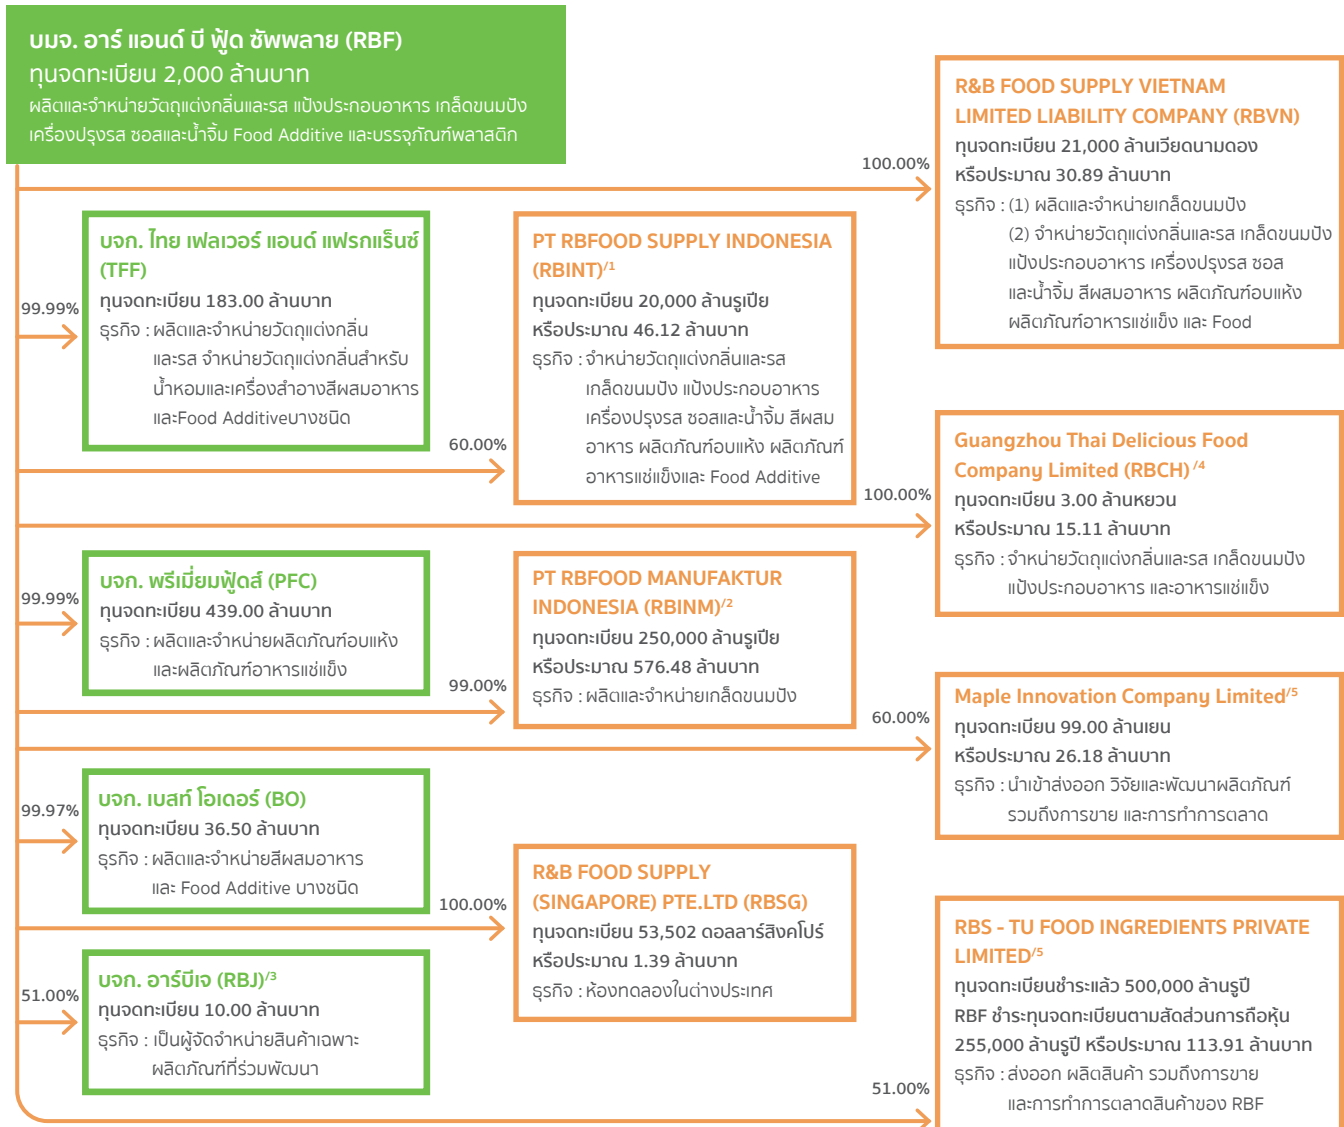 บมจ. อาร์ แอนด์ บี ฟู้ด ซัพพลาย (RBF)
ทุนจดทะเบียน 2,000 ล้านบาท
ผลิตและจำหน่ายวัตถุแต่งกลิ่นและรส แป้งประกอบอาหาร เกล็ดขนมปัง
เครื่องปรุงรส ซอสและน้ำจิ้ม Food Additive และบรรจุภัณฑ์พลาสติก
99.99%
บจก. ไทย เฟลเวอร์ แอนด์ แฟรกแร็นซ์
(TFF)
ทุนจดทะเบียน 183.00 ล้านบาท
ธุรกิจ : ผลิตและจำหน่ายวัตถุแต่งกลิ่น
และรส จำหน่ายวัตถุแต่งกลิ่นสำหรับ
น้ำหอมและเครื่องสำอางสีผสมอาหาร
และFood Additiveบางชนิด
99.99%
บจก. พรีเมี่ยมฟู้ดส์ (PFC)
ทุนจดทะเบียน 439.00 ล้านบาท
ธุรกิจ : ผลิตและจำหน่ายผลิตภัณฑ์อบแห้ง
และผลิตภัณฑ์อาหารแช่แข็ง
99.97%
บจก. เบสท์ โอเดอร์ (BO)
ทุนจดทะเบียน 36.50 ล้านบาท
ธุรกิจ : ผลิตและจำหน่ายสีผสมอาหาร
และ Food Additive บางชนิด
51.00%
บจก. อาร์บีเจ (RBJ)/3
ทุนจดทะเบียน 10.00 ล้านบาท
ธุรกิจ : เป็นผู้จัดจำหน่ายสินค้าเฉพาะ
ผลิตภัณฑ์ที่ร่วมพัฒนา
60.00%
PT RBFOOD SUPPLY INDONESIA
(RBINT)/1
ทุนจดทะเบียน 20,000 ล้านรูเปีย
หรือประมาณ 46.12 ล้านบาท
ธุรกิจ : จำหน่ายวัตถุแต่งกลิ่นและรส
เกล็ดขนมปัง แป้งประกอบอาหาร
เครื่องปรุงรส ซอสและน้ำจิ้ม สีผสม
อาหาร ผลิตภัณฑ์อบแห้ง ผลิตภัณฑ์
อาหารแช่แข็งและ Food Additive
99.00%
PT RBFOOD MANUFAKTUR
INDONESIA (RBINM)/2
ทุนจดทะเบียน 250,000 ล้านรูเปีย
หรือประมาณ 576.48 ล้านบาท
ธุรกิจ : ผลิตและจำหน่ายเกล็ดขนมปัง
100.00%
R&B FOOD SUPPLY
(SINGAPORE) PTE.LTD (RBSG)
ทุนจดทะเบียน 53,502 ดอลลาร์สิงคโปร์
หรือประมาณ 1.39 ล้านบาท
ธุรกิจ : ห้องทดลองในต่างประเทศ
100.00%
R&B FOOD SUPPLY VIETNAM
LIMITED LIABILITY COMPANY (RBVN)
ทุนจดทะเบียน 21,000 ล้านเวียดนามดอง
หรือประมาณ 30.89 ล้านบาท
ธุรกิจ : (1) ผลิตและจำหน่ายเกล็ดขนมปัง
(2) จำหน่ายวัตถุแต่งกลิ่นและรส เกล็ดขนมปัง
แป้งประกอบอาหาร เครื่องปรุงรส ซอส
และน้ำจิ้ม สีผสมอาหาร ผลิตภัณฑ์อบแห้ง
ผลิตภัณฑ์อาหารแช่แข็ง และ Food
100.00%
Guangzhou Thai Delicious Food
Company Limited (RBCH) /4
ทุนจดทะเบียน 3.00 ล้านหยวน
หรือประมาณ 15.11 ล้านบาท
ธุรกิจ : จำหน่ายวัตถุแต่งกลิ่นและรส เกล็ดขนมปัง
แป้งประกอบอาหาร และอาหารแช่แข็ง
60.00%
Maple Innovation Company Limited/5
ทุนจดทะเบียน 99.00 ล้านเยน
หรือประมาณ 26.18 ล้านบาท
ธุรกิจ : นำเข้าส่งออก วิจัยและพัฒนาผลิตภัณฑ์
รวมถึงการขาย และการทำการตลาด
51.00%
RBS - TU FOOD INGREDIENTS PRIVATE
LIMITED/5
ทุนจดทะเบียนชำระแล้ว 500,000 ล้านรูปี
RBF ชำระทุนจดทะเบียนตามสัดส่วนการถือหุ้น
255,000 ล้านรูปี หรือประมาณ 113.91 ล้านบาท
ธุรกิจ : ส่งออก ผลิตสินค้า รวมถึงการขาย
และการทำการตลาดสินค้าของ RBF